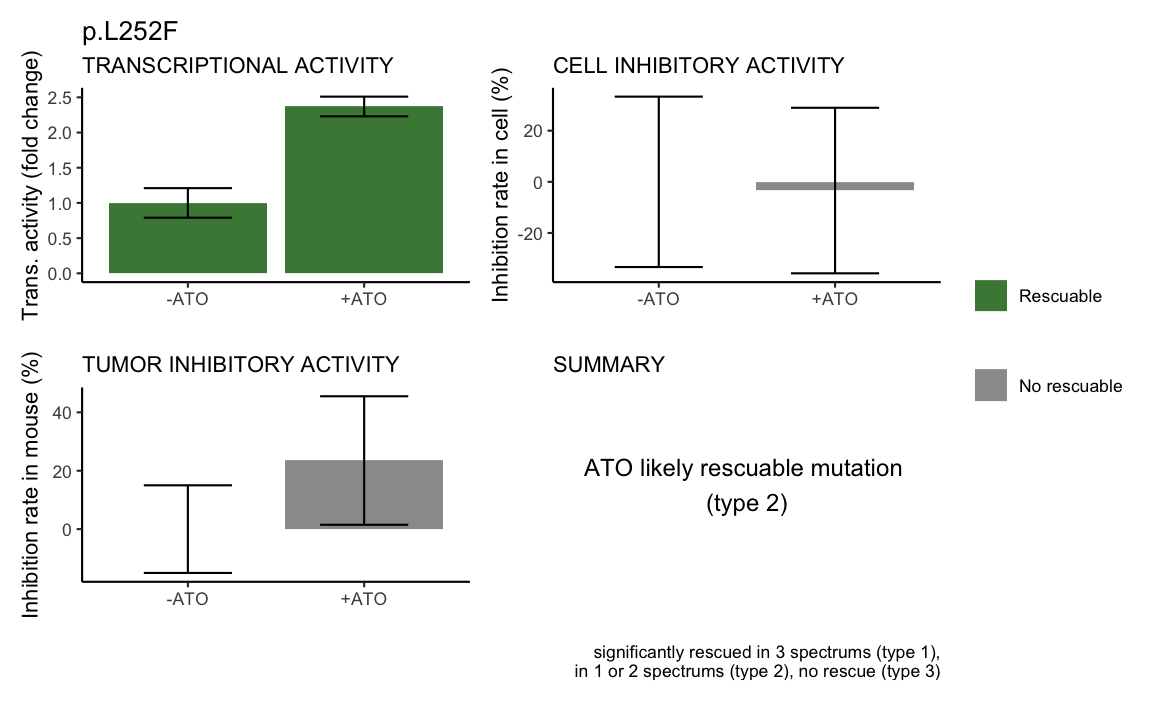 p.L252F
TRANSCRIPTIONAL ACTIVITY
Trans. activity (fold change)
2.5
2.0
1.5
1.0
0.5
0.0
-ATO +ATO
CELL INHIBITORY ACTIVITY
Inhibition rate in cell (%)
20
0
-20
-ATO +ATO
Rescuable
No rescuable
TUMOR INHIBITORY ACTIVITY
Inhibition rate in mouse (%)
40
20
0
-ATO +ATO
SUMMARY
ATO likely rescuable mutation
(type 2)
significantly rescued in 3 spectrums (type 1),
in 1 or 2 spectrums (type 2), no rescue (type 3)